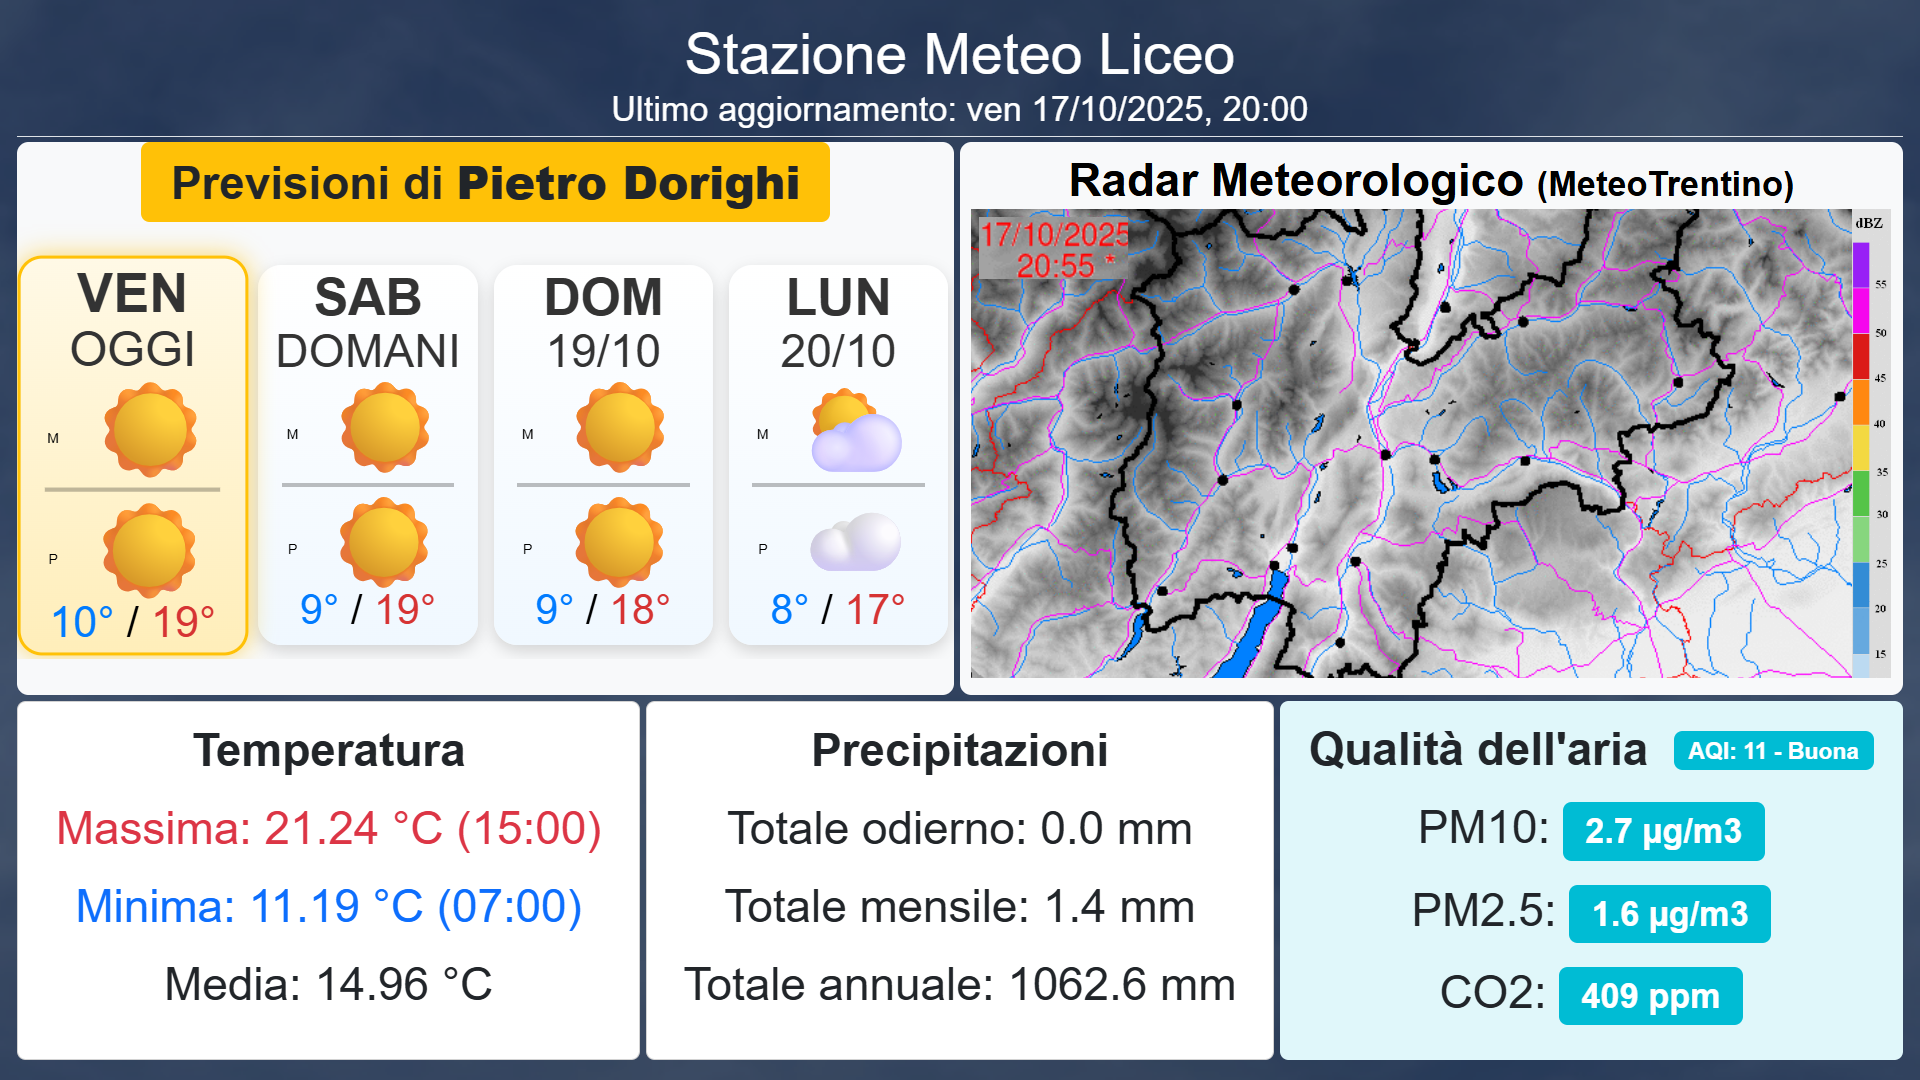 Stazione Meteo Liceo
Ultimo aggiornamento: ven 17/10/2025, 20:00
Previsioni di Pietro Dorighi
VEN
OGGI
M
P
10° / 19°
SAB
DOMANI
M
P
9° / 19°
DOM
19/10
M
P
9° / 18°
LUN
20/10
M
P
8° / 17°
Radar Meteorologico (MeteoTrentino)
17/10/2025
20:55 *
dBZ
55
50
45
40
35
30
25
20
15
Temperatura
Massima: 21.24 °C (15:00)
Minima: 11.19 °C (07:00)
Media: 14.96 °C
Precipitazioni
Totale odierno: 0.0 mm
Totale mensile: 1.4 mm
Totale annuale: 1062.6 mm
Qualità dell'aria AQI: 11 - Buona
PM10: 2.7 µg/m3
PM2.5: 1.6 µg/m3
CO2: 409 ppm